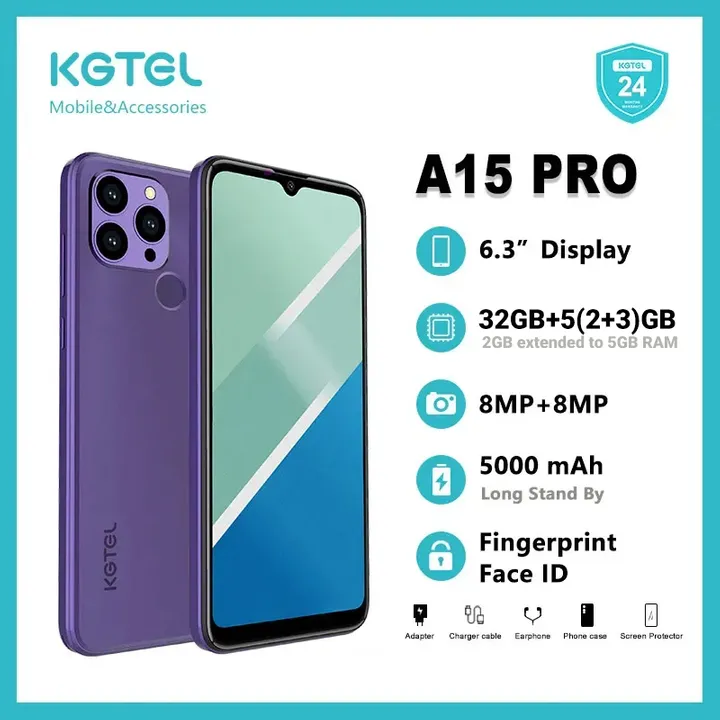 KGTEL
Mobile&Accessories
KGTEL
24
MONTHS
WARRANTY
A15 PRO
6.3” Display
32GB+5(2+3)GB
2GB extended to 5GB RAM
8MP+8MP
5000 mAh
Long Stand By
Fingerprint
Face ID
KGTEL
Adapter
Charger cable
Earphone
Phone case
Screen Protector